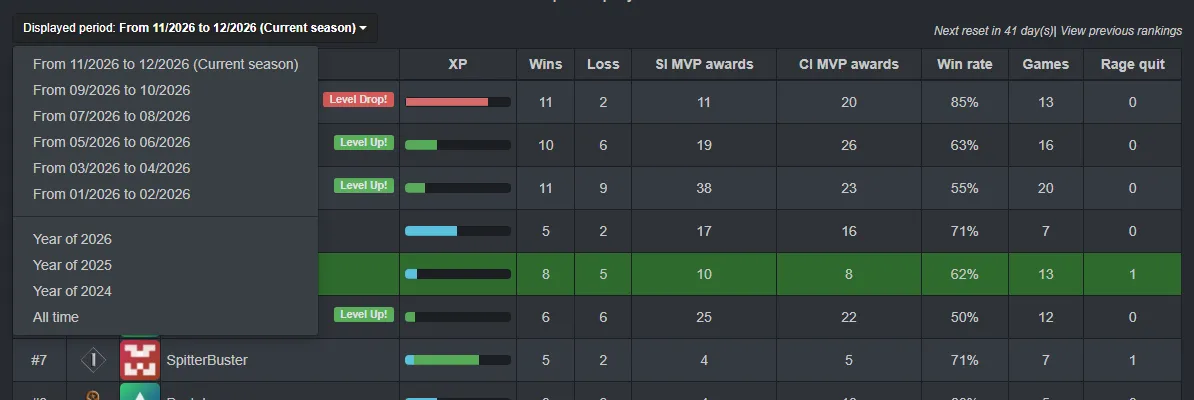 Displayed period: From 11/2026 to 12/2026 (Current season)
Next reset in 41 day(s)| View previous rankings
From 11/2026 to 12/2026 (Current season)
From 09/2026 to 10/2026
From 07/2026 to 08/2026
From 05/2026 to 06/2026
From 03/2026 to 04/2026
From 01/2026 to 02/2026
Year of 2026
Year of 2025
Year of 2024
All time
XP Wins Loss SI MVP awards CI MVP awards Win rate Games Rage quit
Level Drop! 11 2 11 20 85% 13 0
Level Up! 10 6 19 26 63% 16 0
Level Up! 11 9 38 23 55% 20 0
5 2 17 16 71% 7 0
8 5 10 8 62% 13 1
Level Up! 6 6 25 22 50% 12 0
#7 SpitterBuster 5 2 4 5 71% 7 1